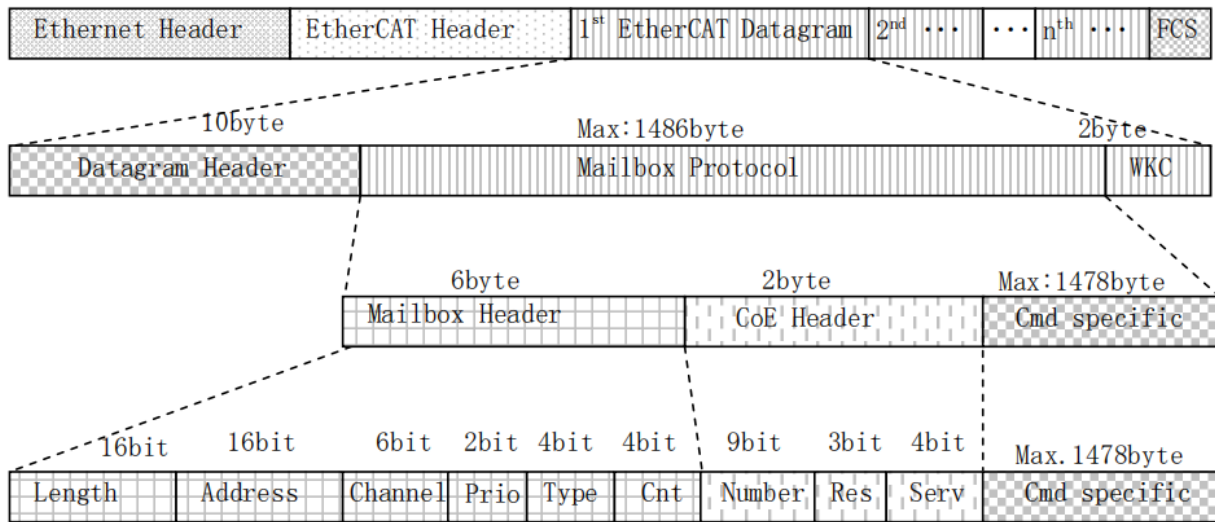 Ethernet Header EtherCAT Header 1st EtherCAT Datagram 2nd ··· ··· nth ··· FCS
10byte Max:1486byte 2byte
Datagram Header Mailbox Protocol WKC
6byte 2byte Max:1478byte
Mailbox Header CoE Header Cmd specific
16bit 16bit 6bit 2bit 4bit 4bit 9bit 3bit 4bit Max.1478byte
Length Address Channel Prio Type Cnt Number Res Serv Cmd specific